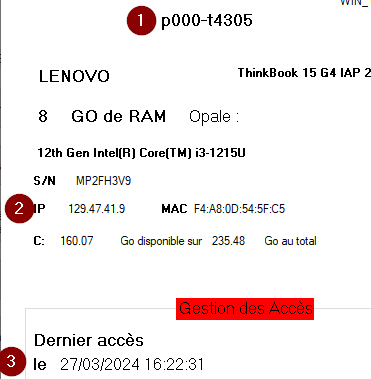 WIN_
1 p000-t4305
LENOVO ThinkBook 15 G4 IAP 2
8 GO de RAM Opale :
12th Gen Intel(R) Core(TM) i3-1215U
S/N MP2FH3V9
2 IP 129.47.41.9 MAC F4:A8:0D:54:5F:C5
C: 160.07 Go disponible sur 235.48 Go au total
Gestion des Accès
Dernier accès
3 le 27/03/2024 16:22:31